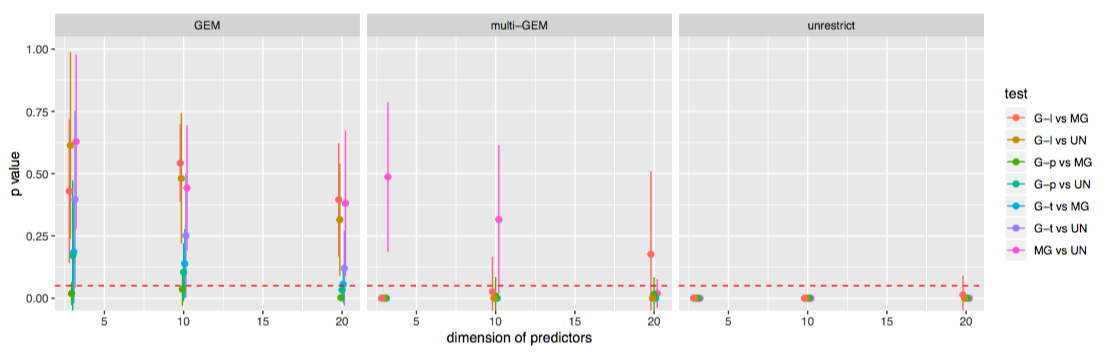 GEM multi-GEM unrestrict
1.00
0.75
0.50
0.25
0.00
p value
5 10 15 20 5 10 15 20 5 10 15 20
dimension of predictors
test
G-l vs MG
G-l vs UN
G-p vs MG
G-p vs UN
G-t vs MG
G-t vs UN
MG vs UN